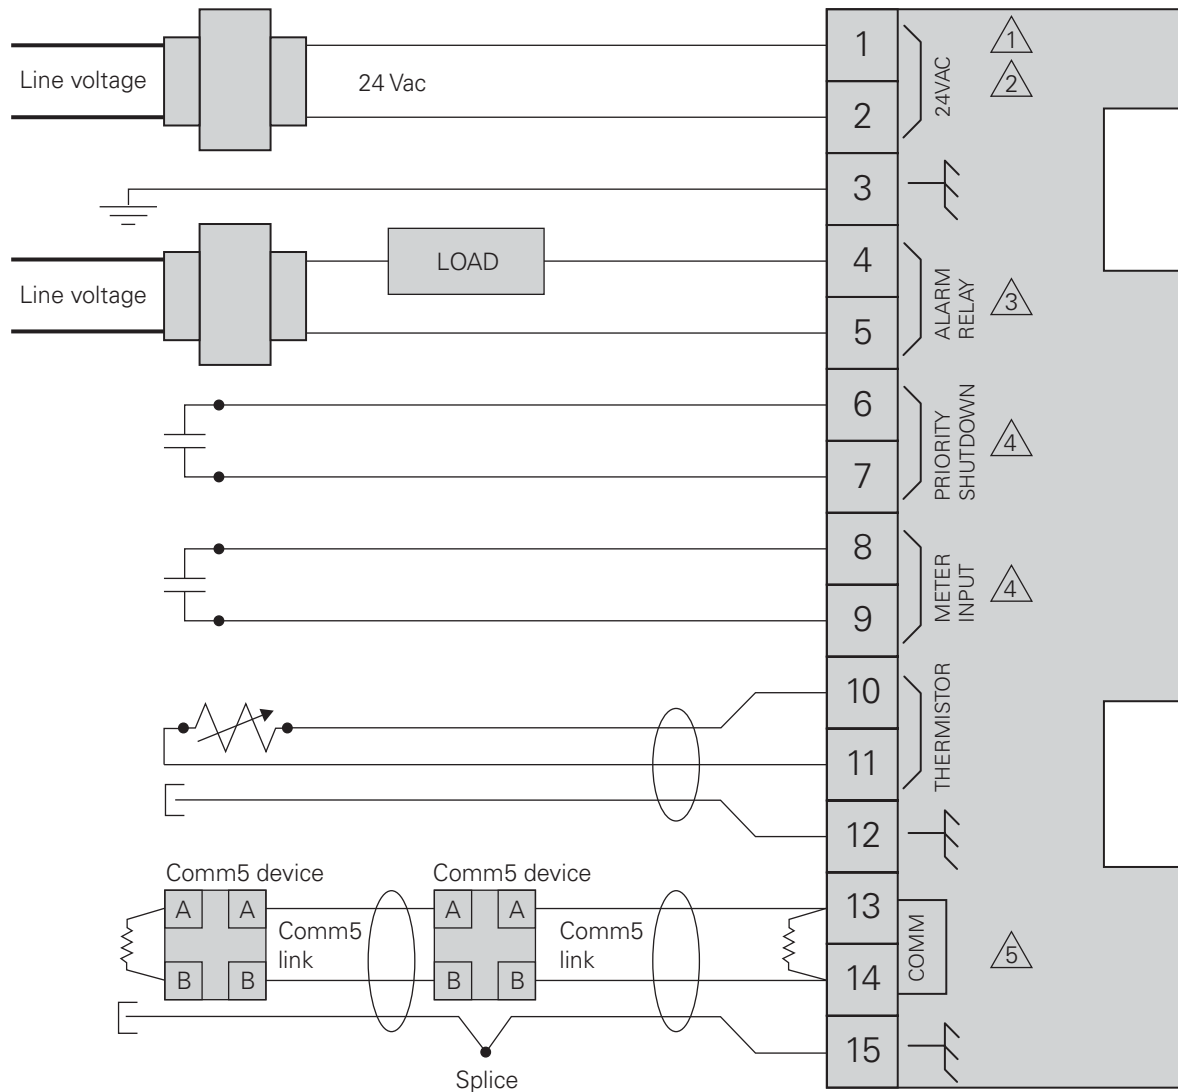 Line voltage
24 Vac
1
2
24VAC
1
2
3
Line voltage
LOAD
4
5
ALARM
RELAY
3
6
7
PRIORITY
SHUTDOWN
4
8
9
METER
INPUT
4
10
11
THERMISTOR
12
Comm5 device
Comm5 device
A
A
A
A
Comm5
link
Comm5
link
B
B
B
B
13
14
COMM
5
15
Splice